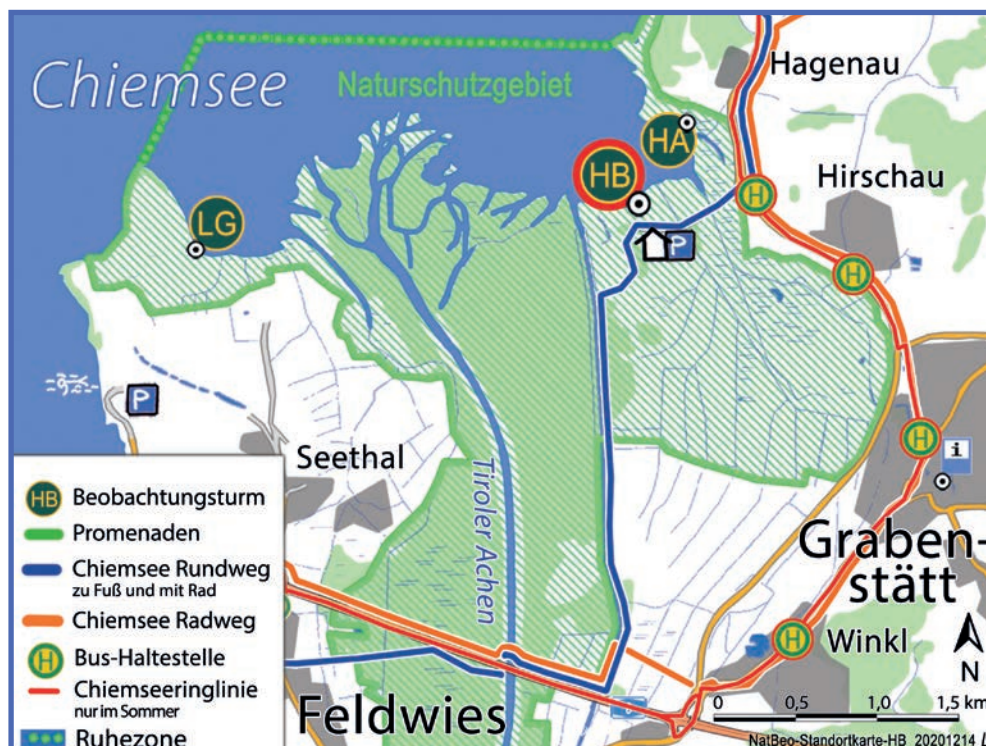 Chiemsee
Naturschutzgebiet
Hagenau
HA
HB
Hirschau
LG
H
H
P
P
Seethal
H
i
Tiroler Achen
Graben-
stätt
HB Beobachtungsturm
Promenaden
Chiemsee Rundweg
zu Fuß und mit Rad
Chiemsee Radweg
H Bus-Haltestelle
Chiemseeringlinie
nur im Sommer
Ruhezone
Feldwies
H
Winkl
N
0 0,5 1,0 1,5 km
NatBeo-Standortkarte-HB_20201214